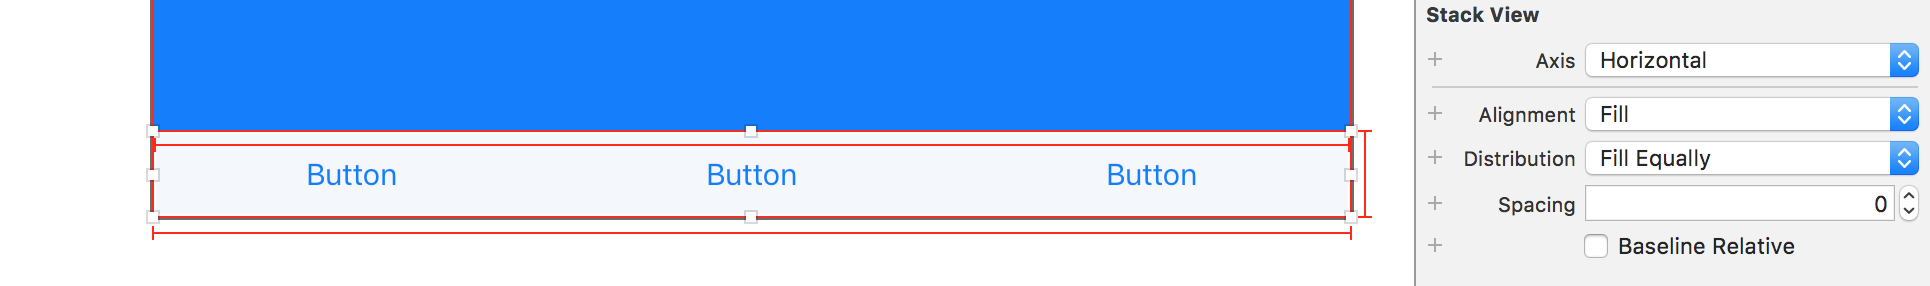 Button Button Button
Stack View
Axis Horizontal
Alignment Fill
Distribution Fill Equally
Spacing 0
Baseline Relative